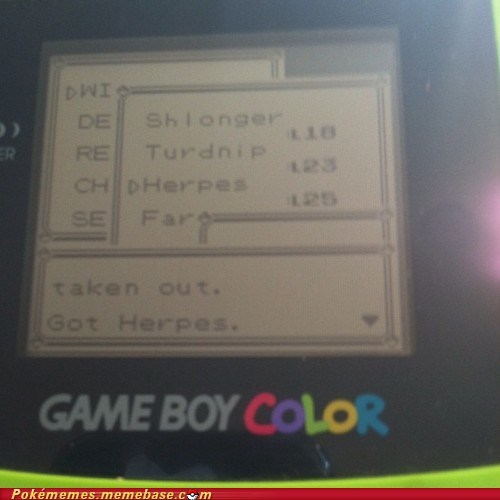 WI
DE Shlonger :L18
RE Turdnip :L23
CH Herpes :L25
SE Far
taken out.
Got Herpes.
GAME BOY COLOR
ER
Pokémemes.memebase.com